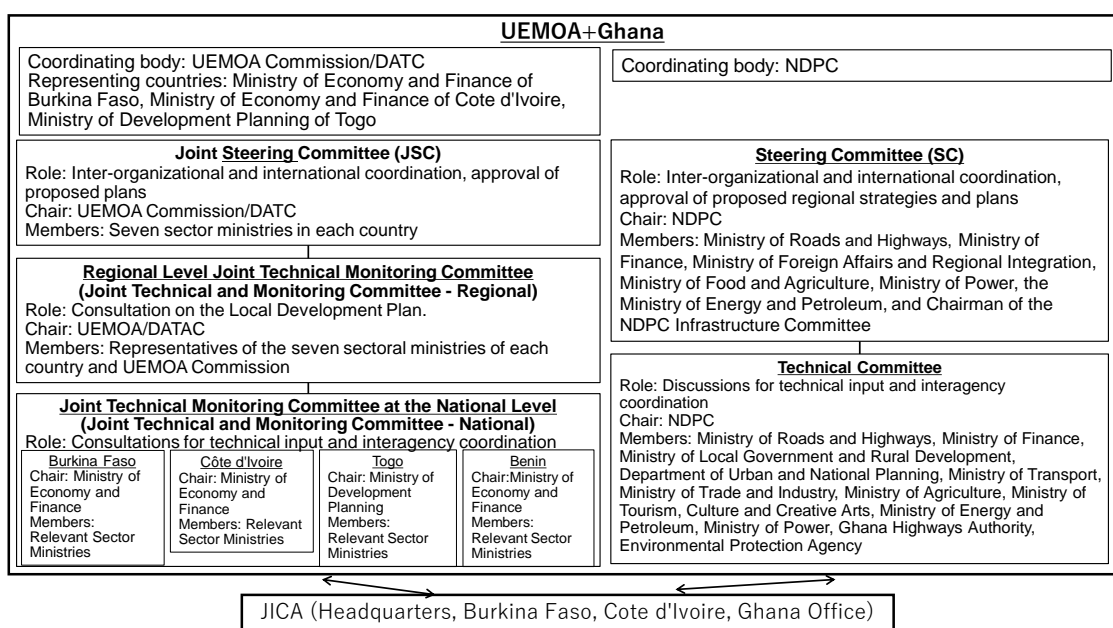 UEMOA+Ghana
Coordinating body: UEMOA Commission/DATC
Representing countries: Ministry of Economy and Finance of
Burkina Faso, Ministry of Economy and Finance of Cote d'Ivoire,
Ministry of Development Planning of Togo
Joint Steering Committee (JSC)
Role: Inter-organizational and international coordination, approval of
proposed plans
Chair: UEMOA Commission/DATC
Members: Seven sector ministries in each country
Regional Level Joint Technical Monitoring Committee
(Joint Technical and Monitoring Committee - Regional)
Role: Consultation on the Local Development Plan.
Chair: UEMOA/DATAC
Members: Representatives of the seven sectoral ministries of each
country and UEMOA Commission
Joint Technical Monitoring Committee at the National Level
(Joint Technical and Monitoring Committee - National)
Role: Consultations for technical input and interagency coordination
Burkina Faso
Chair: Ministry of
Economy and
Finance
Members:
Relevant Sector
Ministries
Côte d'Ivoire
Chair: Ministry of
Economy and
Finance
Members: Relevant
Sector Ministries
Togo
Chair: Ministry of
Development
Planning
Members:
Relevant Sector
Ministries
Benin
Chair:Ministry of
Economy and
Finance
Members:
Relevant Sector
Ministries
Coordinating body: NDPC
Steering Committee (SC)
Role: Inter-organizational and international coordination,
approval of proposed regional strategies and plans
Chair: NDPC
Members: Ministry of Roads and Highways, Ministry of
Finance, Ministry of Foreign Affairs and Regional Integration,
Ministry of Food and Agriculture, Ministry of Power, the
Ministry of Energy and Petroleum, and Chairman of the
NDPC Infrastructure Committee
Technical Committee
Role: Discussions for technical input and interagency
coordination
Chair: NDPC
Members: Ministry of Roads and Highways, Ministry of Finance,
Ministry of Local Government and Rural Development,
Department of Urban and National Planning, Ministry of Transport,
Ministry of Trade and Industry, Ministry of Agriculture, Ministry of
Tourism, Culture and Creative Arts, Ministry of Energy and
Petroleum, Ministry of Power, Ghana Highways Authority,
Environmental Protection Agency
JICA (Headquarters, Burkina Faso, Cote d'Ivoire, Ghana Office)